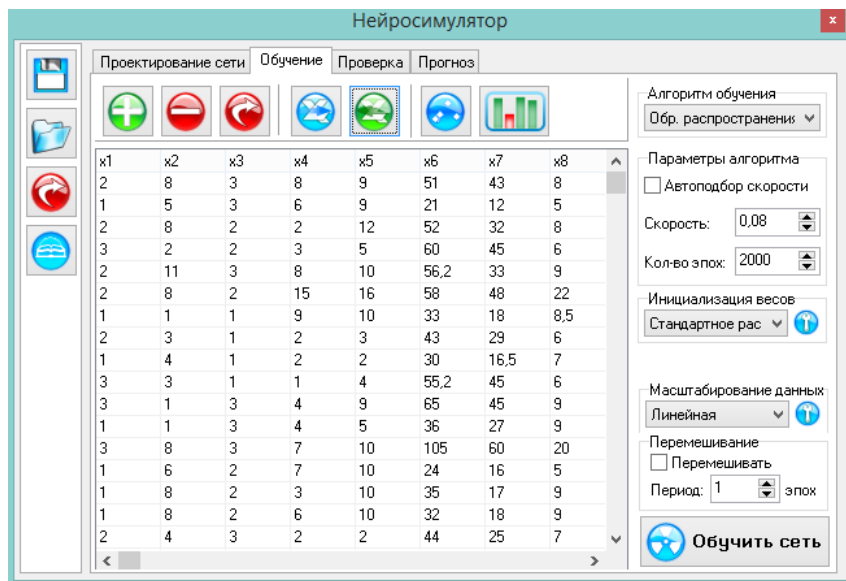 Нейросимулятор
x
Проектирование сети Обучение Проверка Прогноз
x1 x2 x3 x4 x5 x6 x7 x8
2 8 3 8 9 51 43 8
1 5 3 6 9 21 12 5
2 8 2 2 12 52 32 8
3 2 2 3 5 60 45 6
2 11 3 8 10 56,2 33 9
2 8 2 15 16 58 48 22
1 1 1 9 10 33 18 8,5
2 3 1 2 3 43 29 6
1 4 1 2 2 30 16,5 7
3 3 1 1 4 55,2 45 6
3 1 3 4 9 65 45 9
1 1 3 4 5 36 27 9
3 8 3 7 10 105 60 20
1 6 2 7 10 24 16 5
1 8 2 3 10 35 17 9
1 8 2 6 10 32 18 9
2 4 3 2 2 44 25 7
Алгоритм обучения
Обр. распространения
Параметры алгоритма
Автоподбор скорости
Скорость: 0,08
Кол-во эпох: 2000
Инициализация весов
Стандартное рас
Масштабирование данных
Линейная
Перемешивание
Перемешивать
Период: 1 эпох
Обучить сеть